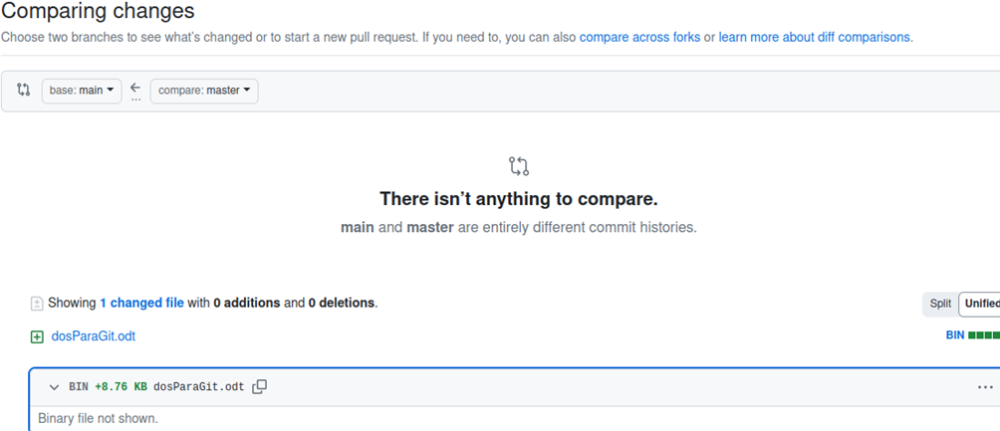 Comparing changes
Choose two branches to see what's changed or to start a new pull request. If you need to, you can also compare across forks or learn more about diff comparisons.
base: main ← compare: master
...
There isn’t anything to compare.
main and master are entirely different commit histories.
Showing 1 changed file with 0 additions and 0 deletions.
Split Unified
dosParaGit.odt
BIN
BIN +8.76 KB dosParaGit.odt
Binary file not shown.